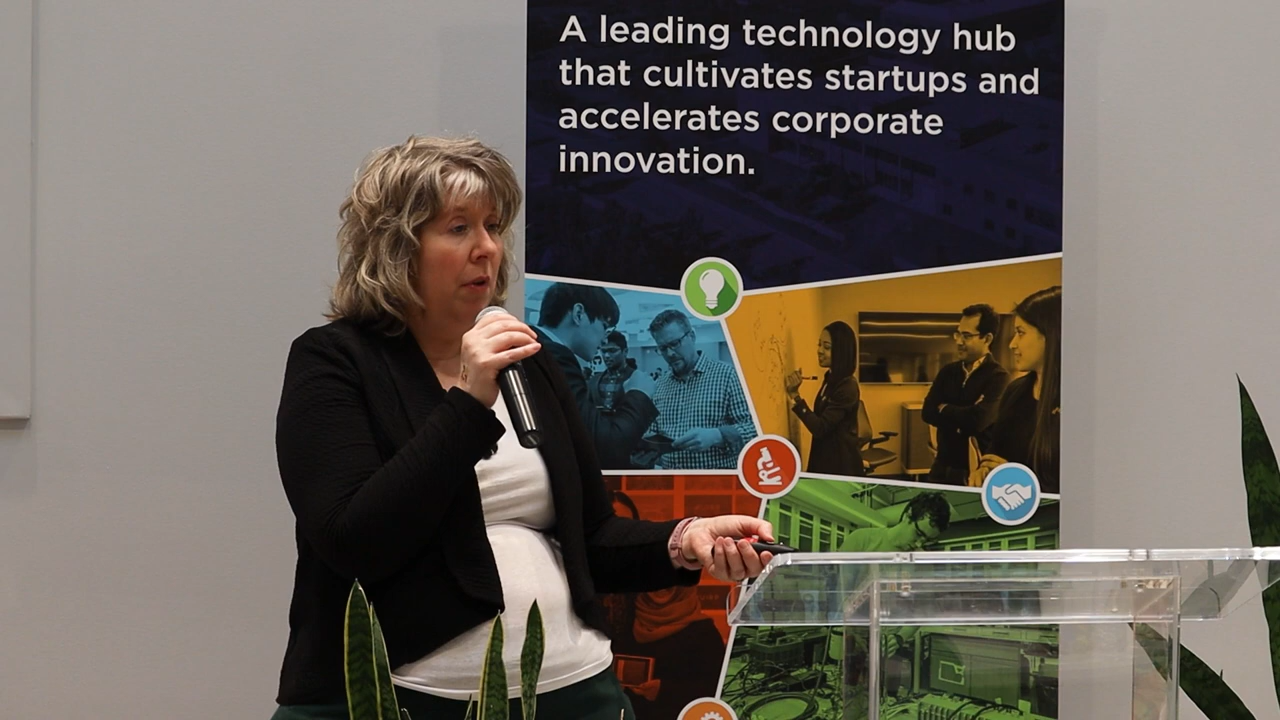 A leading technology hub
that cultivates startups and
accelerates corporate
innovation.